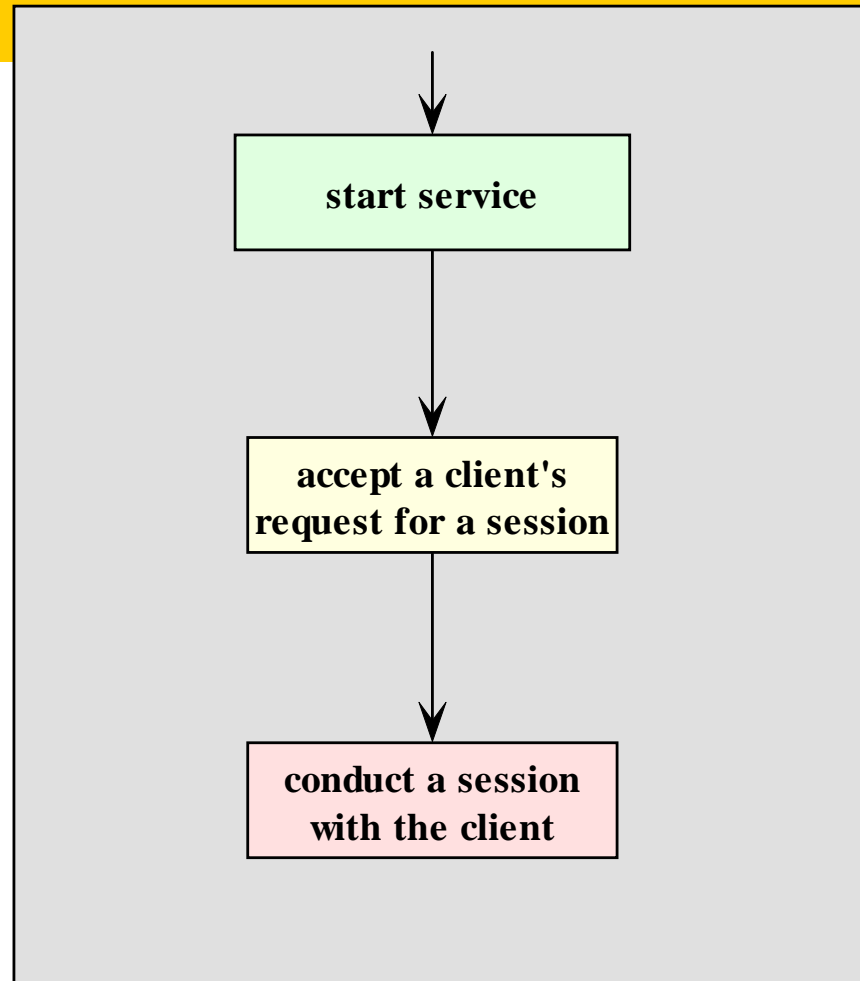 start service
accept a client's
request for a session
conduct a session
with the client